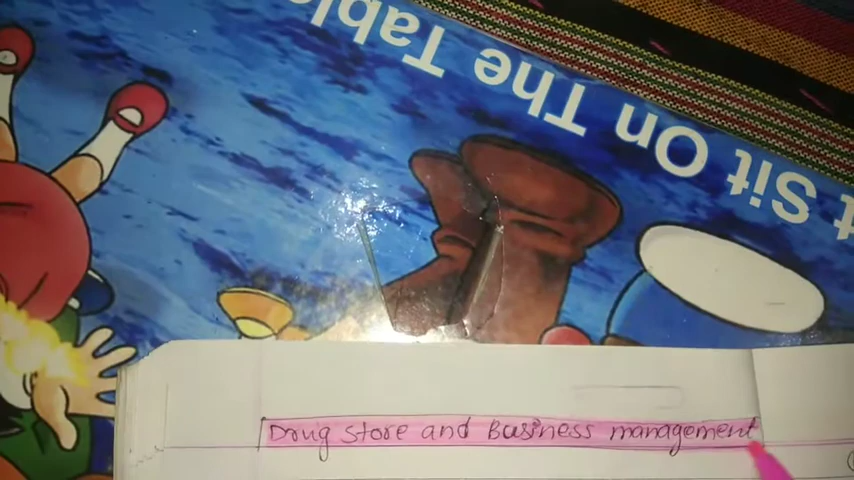 t Sit On The Table
Drug Store and Business management